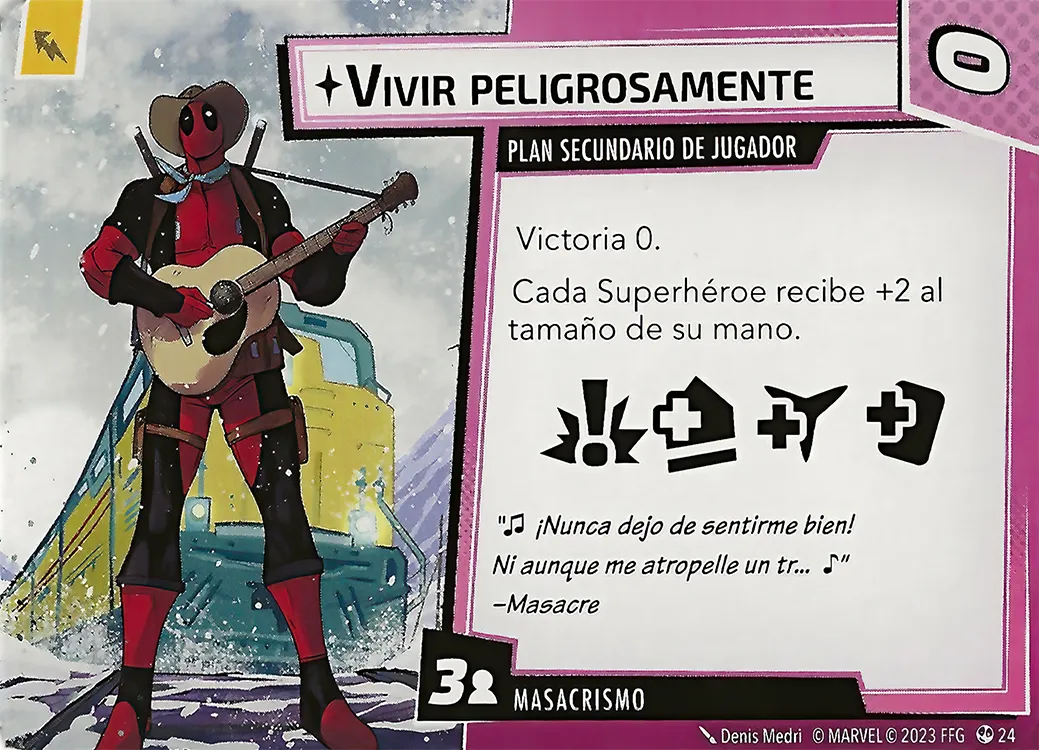 VIVIR PELIGROSAMENTE
0
PLAN SECUNDARIO DE JUGADOR
Victoria 0.
Cada Superhéroe recibe +2 al
tamaño de su mano.
"♫ ¡Nunca dejo de sentirme bien!
Ni aunque me atropelle un tr... ♪"
–Masacre
3
MASACRISMO
Denis Medri © MARVEL © 2023 FFG 24